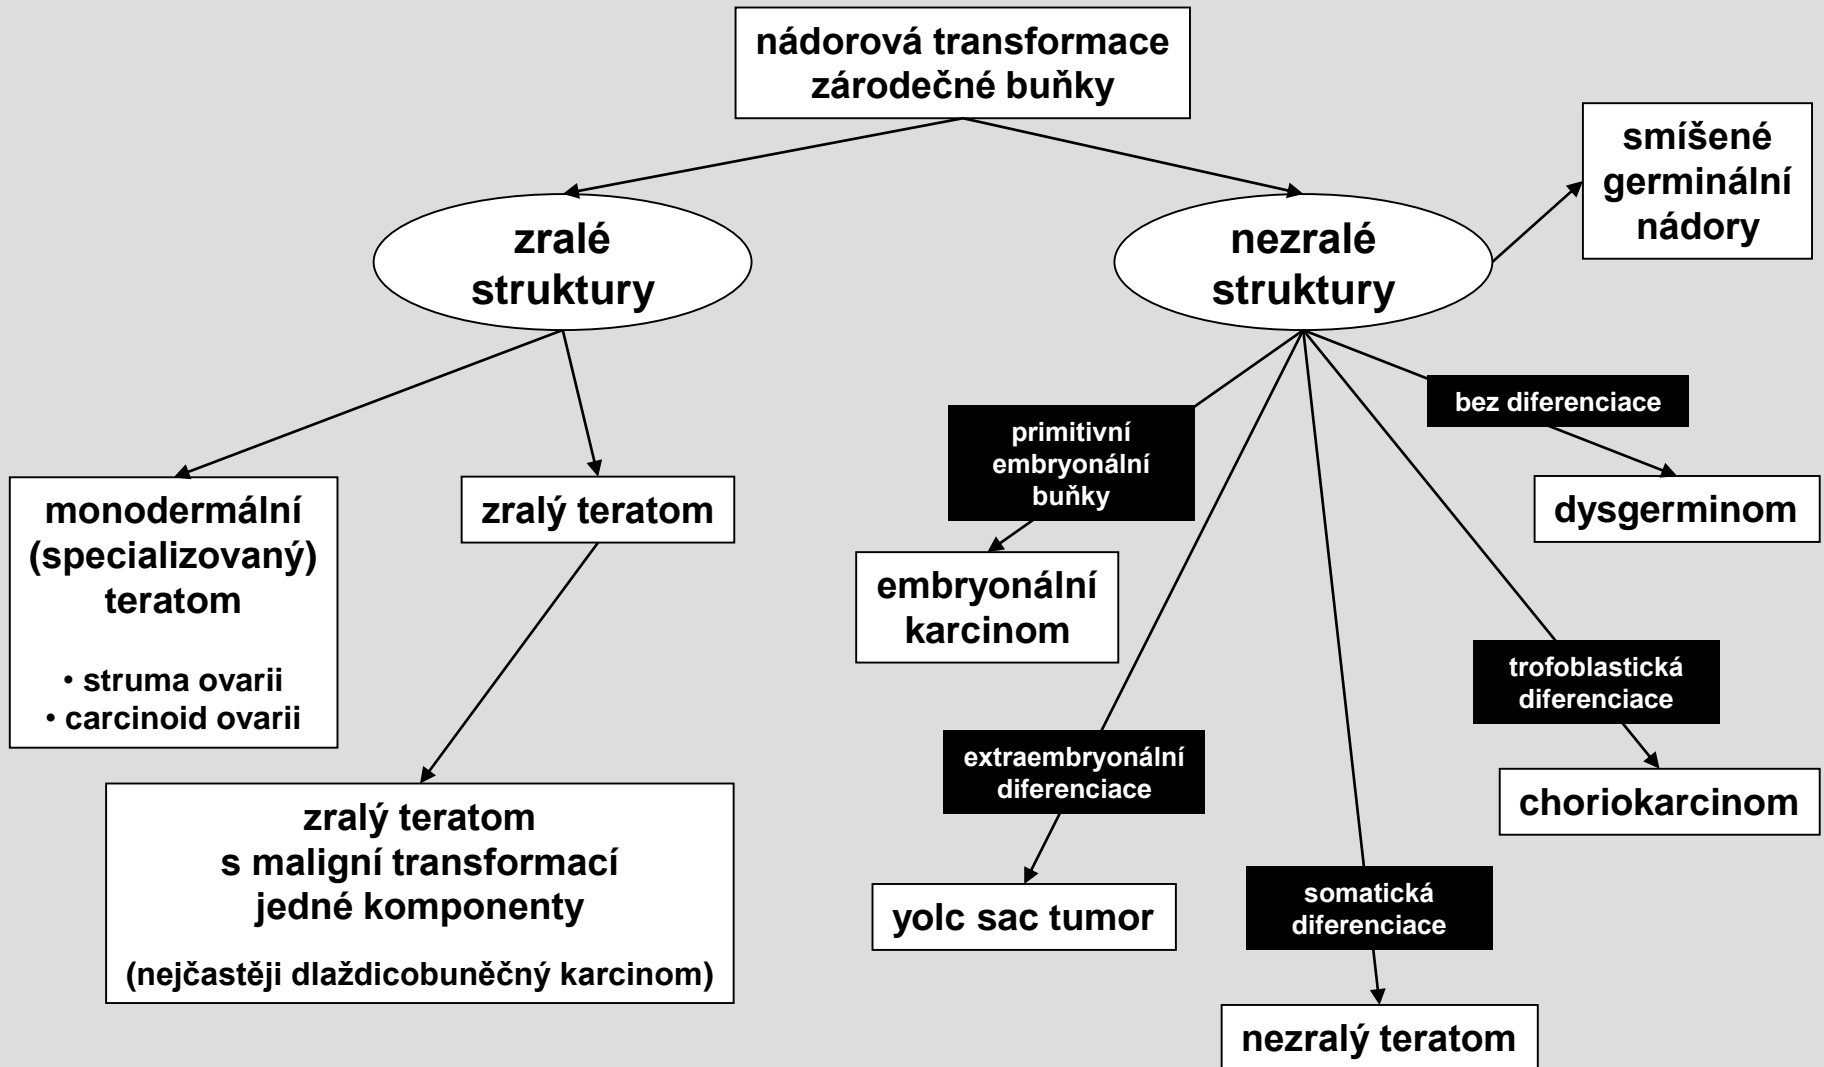 nádorová transformace
zárodečné buňky
smíšené
germinální
nádory
zralé
struktury
nezralé
struktury
primitivní
embryonální
buňky
bez diferenciace
monodermální
(specializovaný)
teratom
• struma ovarii
• carcinoid ovarii
zralý teratom
dysgerminom
embryonální
karcinom
trofoblastická
diferenciace
extraembryonální
diferenciace
choriokarcinom
zralý teratom
s maligní transformací
jedné komponenty
(nejčastěji dlaždicobuněčný karcinom)
yolc sac tumor
somatická
diferenciace
nezralý teratom